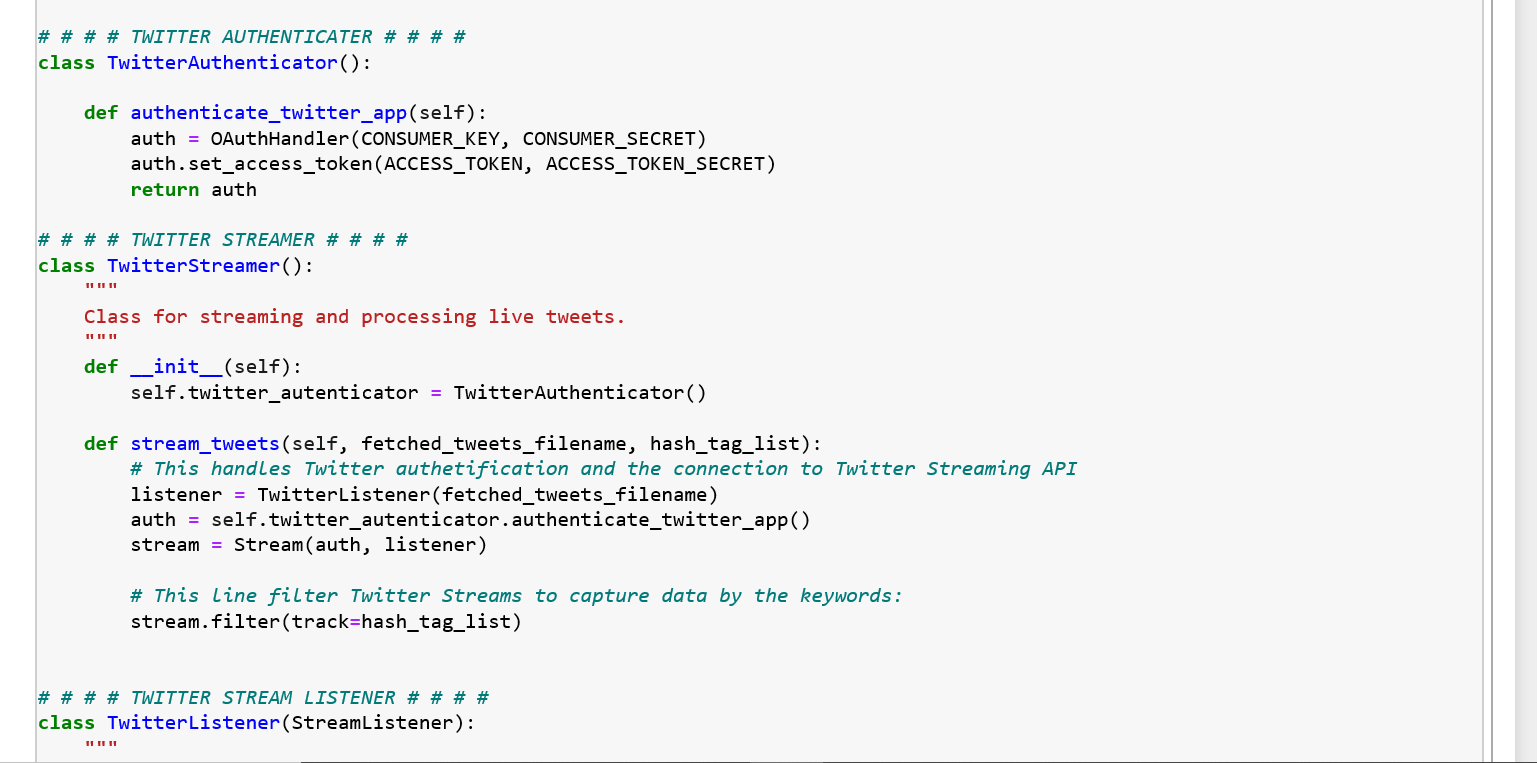 # # # # TWITTER AUTHENTICATER # # # #
class TwitterAuthenticator():
    def authenticate_twitter_app(self):
        auth = OAuthHandler(CONSUMER_KEY, CONSUMER_SECRET)
        auth.set_access_token(ACCESS_TOKEN, ACCESS_TOKEN_SECRET)
        return auth
# # # # TWITTER STREAMER # # # #
class TwitterStreamer():
    """
    Class for streaming and processing live tweets.
    """
    def __init__(self):
        self.twitter_autenticator = TwitterAuthenticator()
    def stream_tweets(self, fetched_tweets_filename, hash_tag_list):
        # This handles Twitter authetification and the connection to Twitter Streaming API
        listener = TwitterListener(fetched_tweets_filename)
        auth = self.twitter_autenticator.authenticate_twitter_app()
        stream = Stream(auth, listener)
        # This line filter Twitter Streams to capture data by the keywords:
        stream.filter(track=hash_tag_list)
# # # # TWITTER STREAM LISTENER # # # #
class TwitterListener(StreamListener):
    """